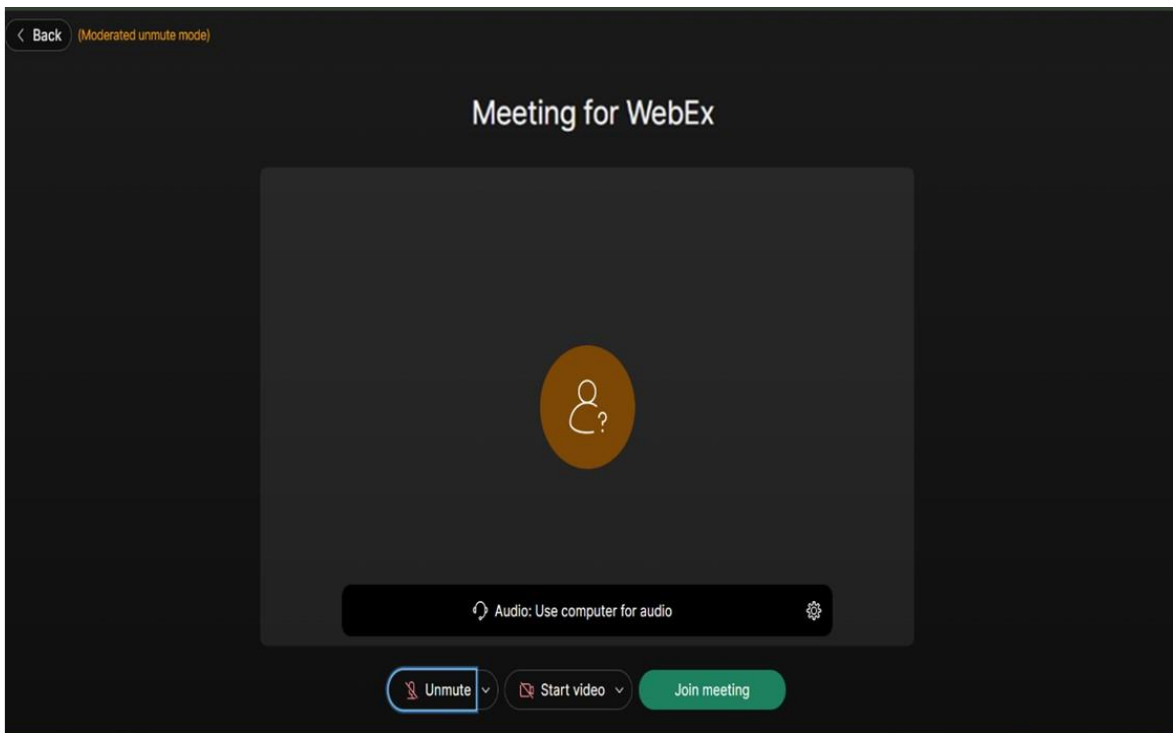 Back (Moderated unmute mode)
Meeting for WebEx
?
Audio: Use computer for audio
Unmute Start video Join meeting